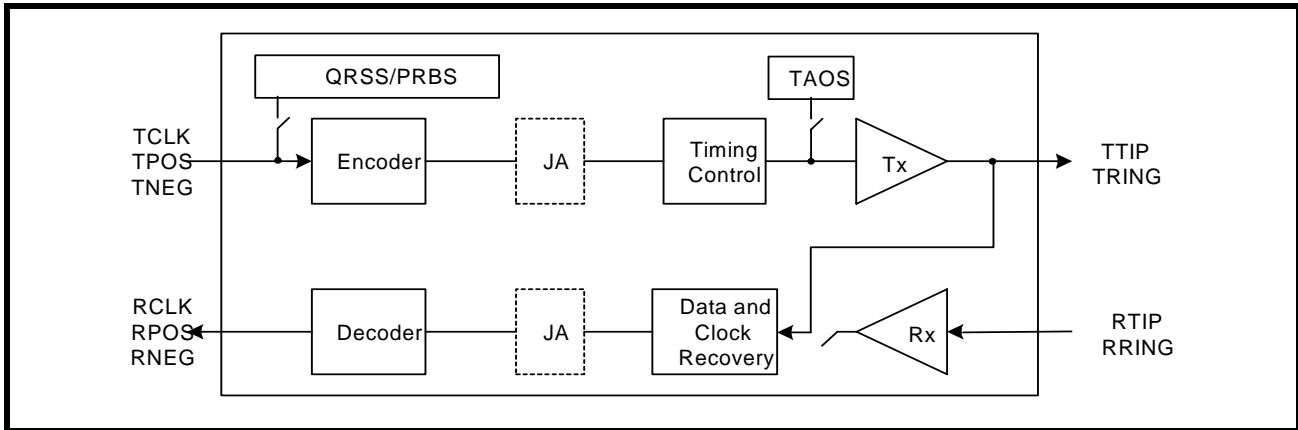 QRSS/PRBS
TAOS
TCLK
TPOS
TNEG
Encoder
JA
Timing
Control
Tx
TTIP
TRING
RCLK
RPOS
RNEG
Decoder
JA
Data and
Clock
Recovery
Rx
RTIP
RRING